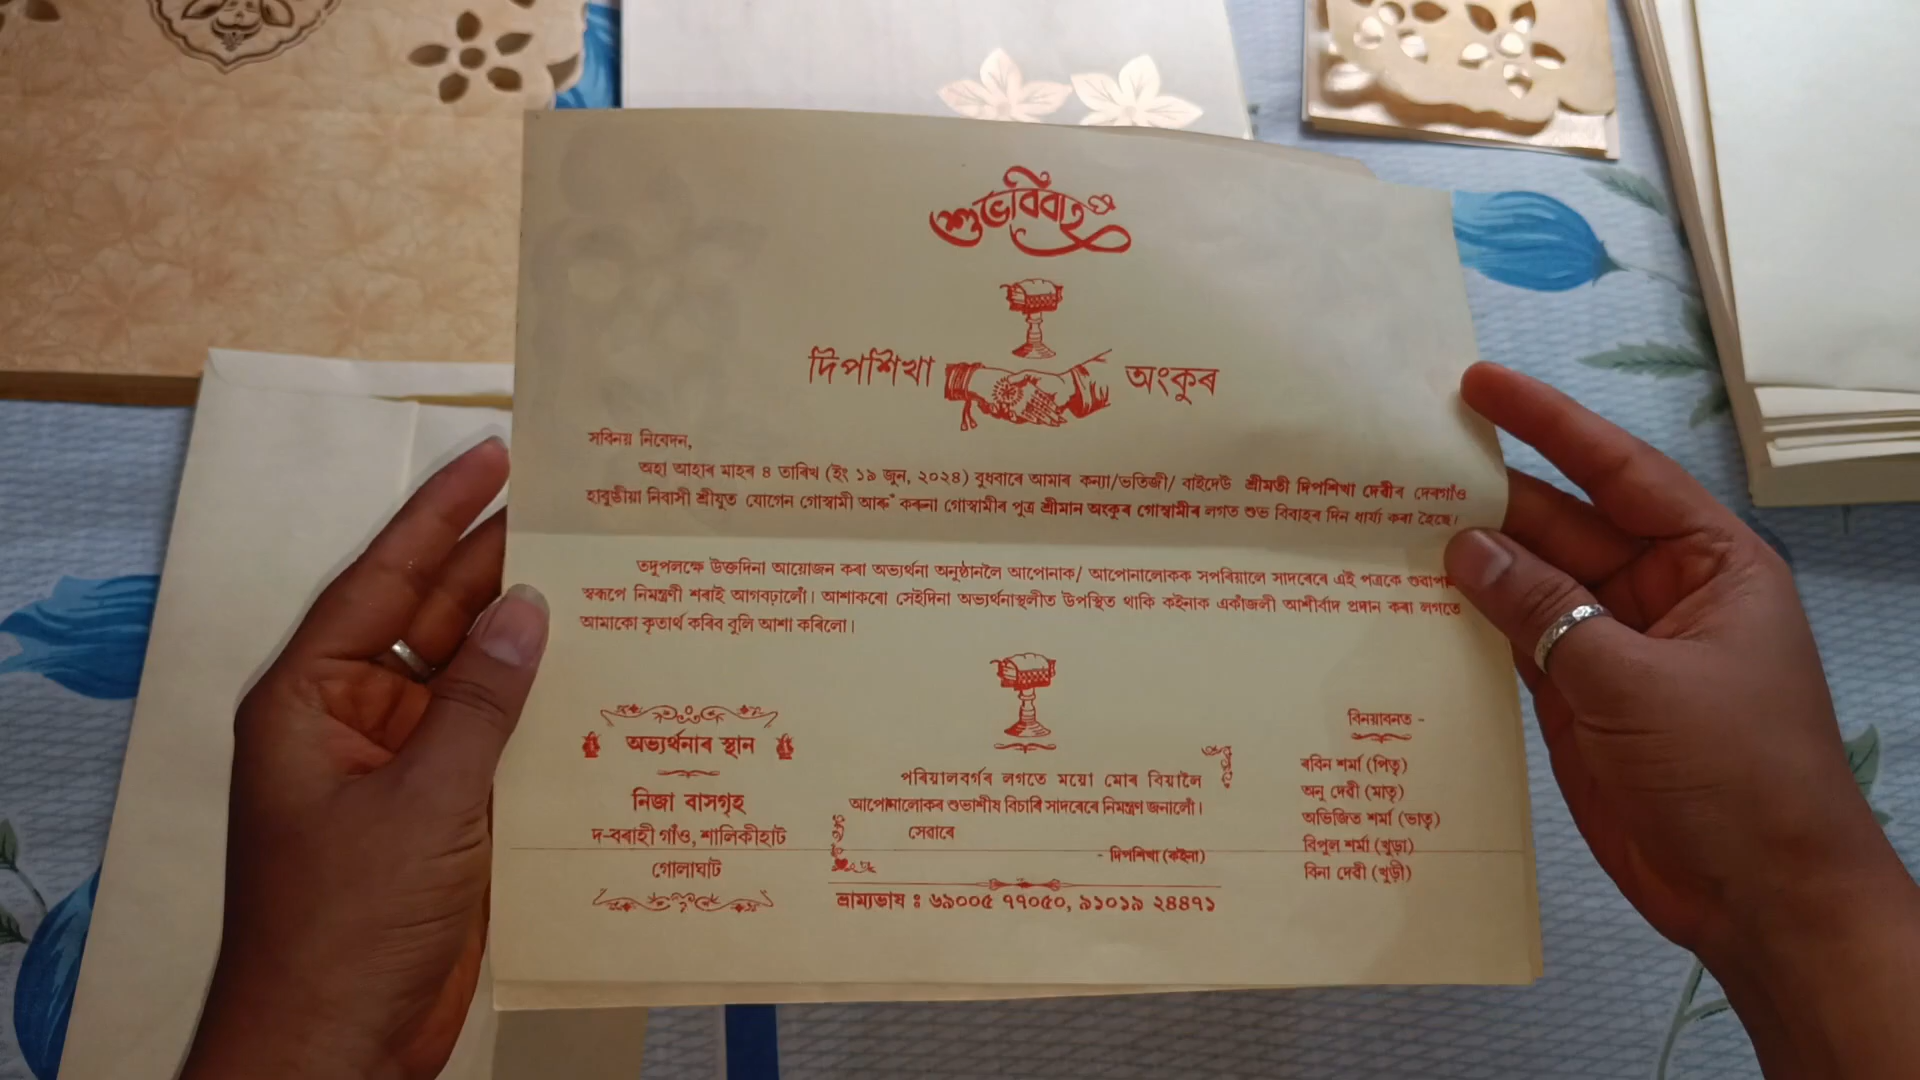 শুভবিবাহ
দিপশিখা অংকুৰ
সবিনয় নিবেদন,
অহা আহাৰ মাহৰ ৪ তাৰিখ (ইং ১৯ জুন, ২০২৪) বুধবাৰে আমাৰ কন্যা/ভতিজী/ বাইদেউ শ্ৰীমতী দিপশিখা দেৱীৰ দেৰগাঁও
হাবুঙীয়া নিবাসী শ্ৰীযুত যোগেন গোস্বামী আৰু কৰুনা গোস্বামীৰ পুত্ৰ শ্ৰীমান অংকুৰ গোস্বামীৰ লগত শুভ বিবাহৰ দিন ধাৰ্য্য কৰা হৈছে।
তদুপলক্ষে উক্তদিনা আয়োজন কৰা অভ্যৰ্থনা অনুষ্ঠানলৈ আপোনাক/ আপোনালোকক সপৰিয়ালে সাদৰেৰে এই পত্ৰকে
স্বৰূপে নিমন্ত্ৰণী শৰাই আগবঢ়ালোঁ। আশাকৰো সেইদিনা অভ্যৰ্থনাস্থলীত উপস্থিত থাকি কইনাক একাঁজলী আশীৰ্বাদ প্ৰদান কৰা লগতে
আমাকো কৃতাৰ্থ কৰিব বুলি আশা কৰিলো।
অভ্যৰ্থনাৰ স্থান
নিজা বাসগৃহ
দ-বৰাহী গাঁও, শালিকীহাট
গোলাঘাট
পৰিয়ালবৰ্গৰ লগতে ময়ো মোৰ বিয়ালৈ
আপোনালোকৰ শুভাশীষ বিচাৰি সাদৰেৰে নিমন্ত্ৰণ জনালোঁ।
সেৱাৰে
- দিপশিখা (কইনা)
ভ্ৰাম্যভাষ ঃ ৬৯০০৫ ৭৭০৫০, ৯১০১৯ ২৪৪৭১
বিনয়াবনত -
ৰবিন শৰ্মা (পিতৃ)
অনু দেৱী (মাতৃ)
অভিজিত শৰ্মা (ভাতৃ)
বিপুল শৰ্মা (খুড়া)
বিনা দেৱী (খুড়ী)